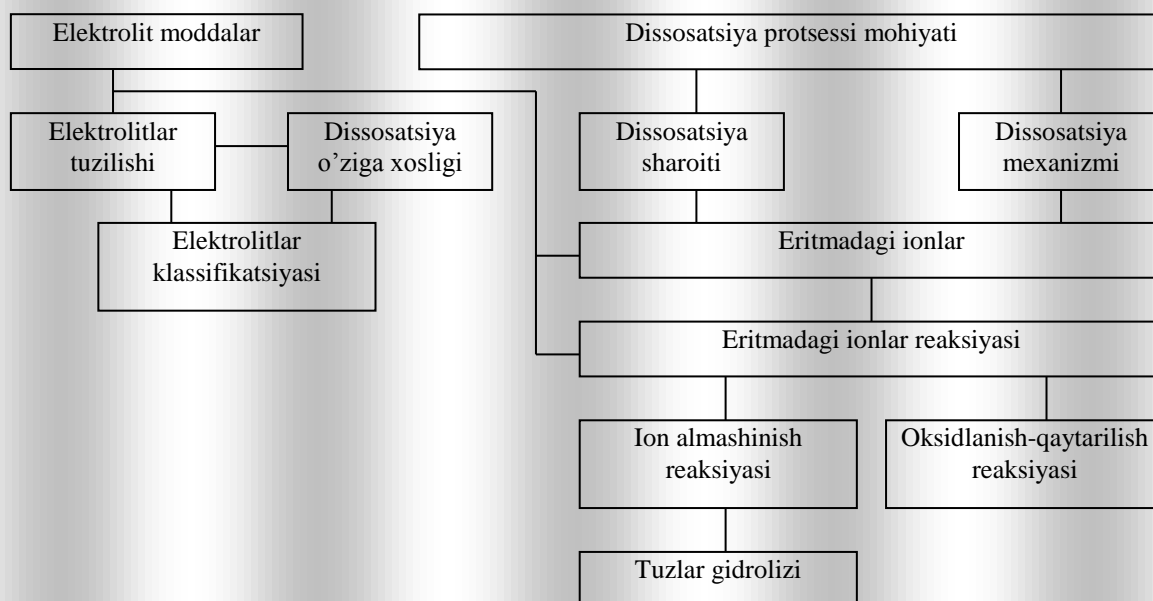 Elektrolit moddalar
Dissosatsiya protsessi mohiyati
Elektrolitlar
tuzilishi
Dissosatsiya
o’ziga xosligi
Dissosatsiya
sharoiti
Dissosatsiya
mexanizmi
Elektrolitlar
klassifikatsiyasi
Eritmadagi ionlar
Eritmadagi ionlar reaksiyasi
Ion almashinish
reaksiyasi
Oksidlanish-qaytarilish
reaksiyasi
Tuzlar gidrolizi